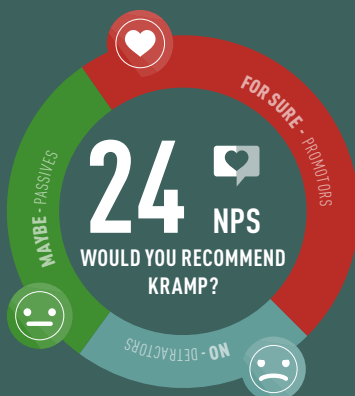 FOR SURE - PROMOTORS
MAYBE - PASSIVES
24 NPS
WOULD YOU RECOMMEND
KRAMP?
NO - DETRACTORS